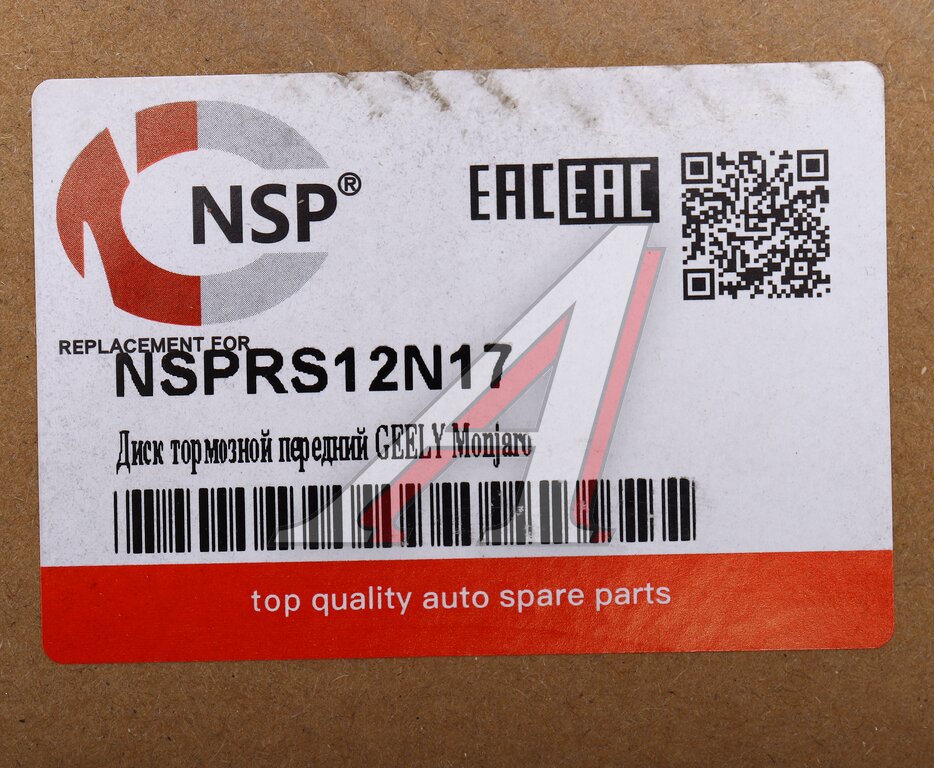 NSP®
EAC EAC
REPLACEMENT FOR
NSPRS12N17
Диск тормозной передний GEELY Monjaro
top quality auto spare parts